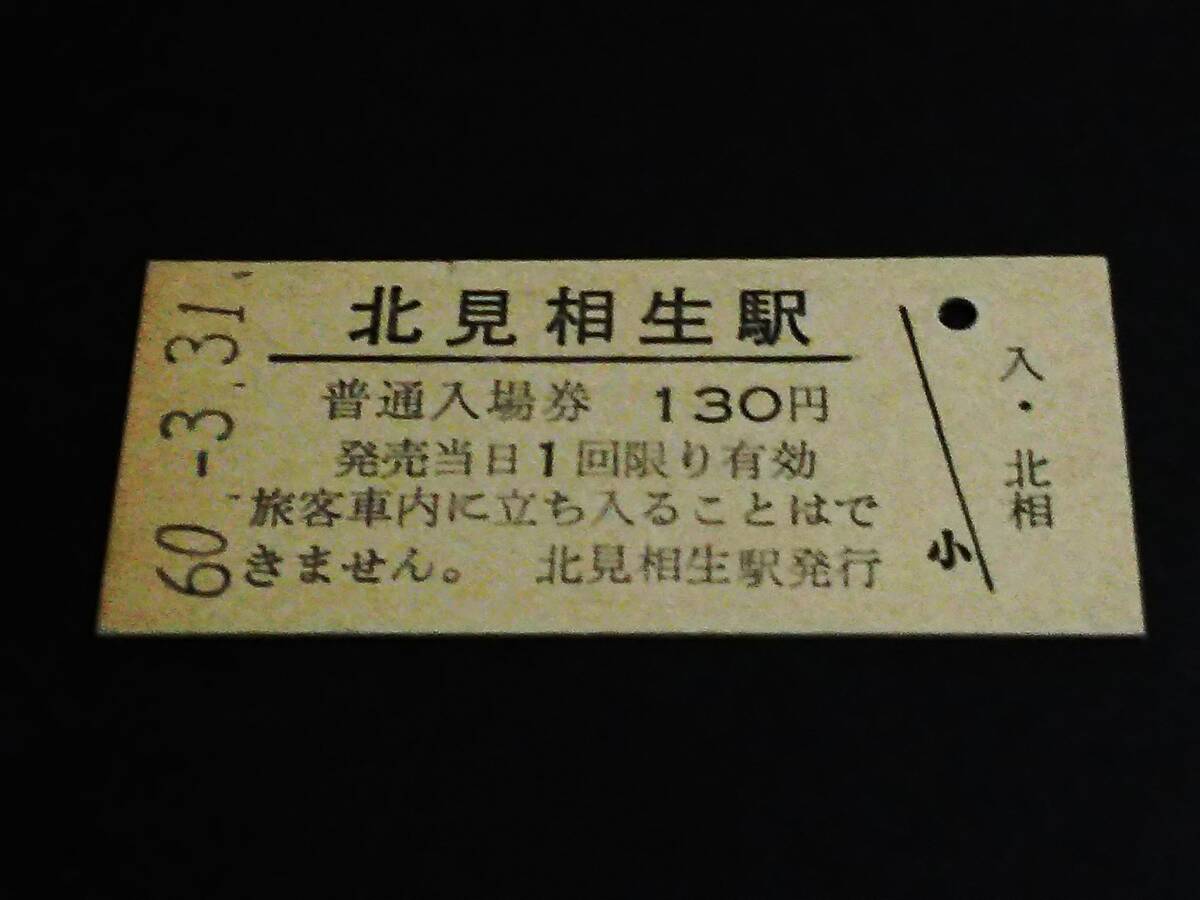 60.-3.31
北見相生駅
普通入場券 130円
発売当日1回限り有効
旅客車内に立ち入ることはで
きません。 北見相生駅発行
小
入・北相